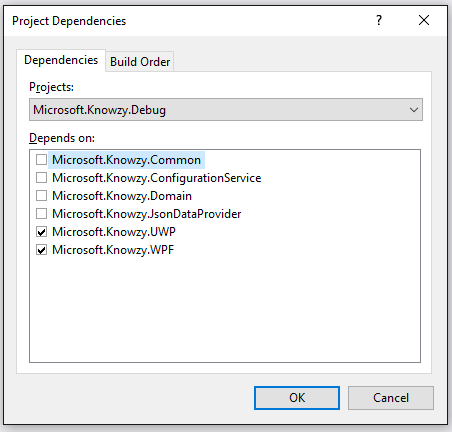 Project Dependencies
?
Dependencies
Build Order
Projects:
Microsoft.Knowzy.Debug
Depends on:
Microsoft.Knowzy.Common
Microsoft.Knowzy.ConfigurationService
Microsoft.Knowzy.Domain
Microsoft.Knowzy.JsonDataProvider
Microsoft.Knowzy.UWP
Microsoft.Knowzy.WPF
OK
Cancel